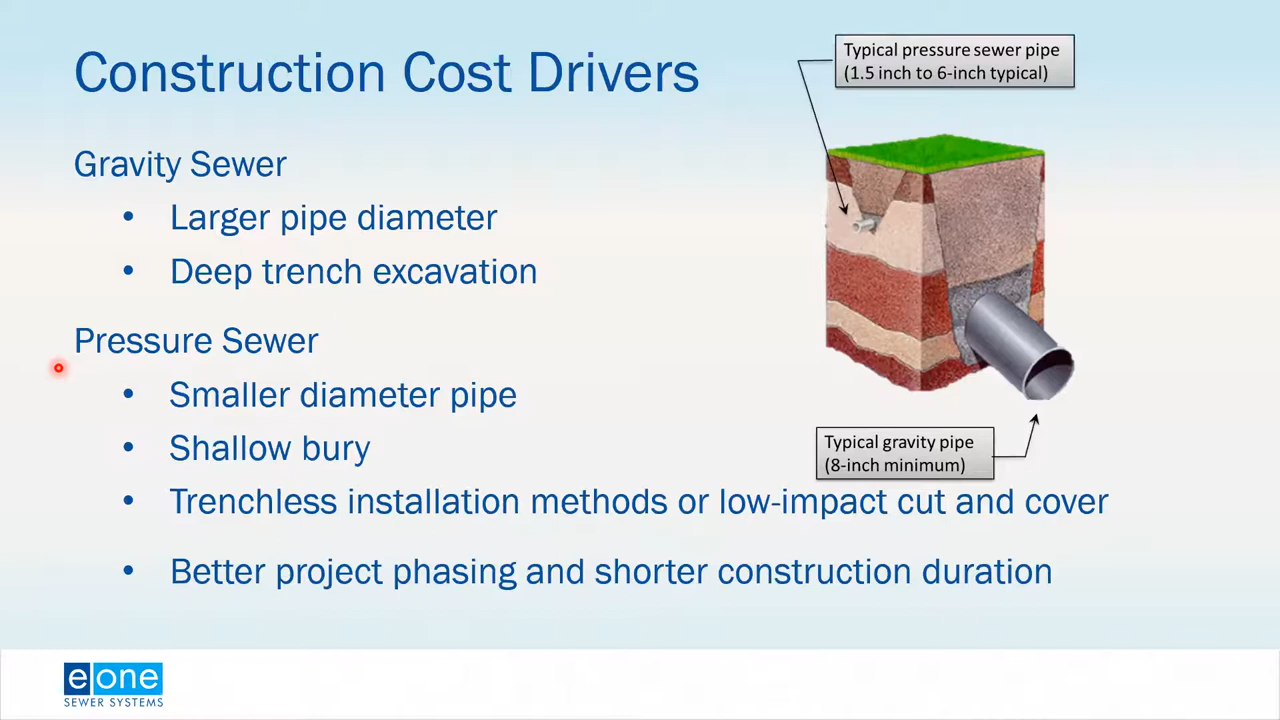 Construction Cost Drivers
Typical pressure sewer pipe
(1.5 inch to 6-inch typical)
Gravity Sewer
• Larger pipe diameter
• Deep trench excavation
Pressure Sewer
• Smaller diameter pipe
• Shallow bury
Typical gravity pipe
(8-inch minimum)
• Trenchless installation methods or low-impact cut and cover
• Better project phasing and shorter construction duration
eone
SEWER SYSTEMS